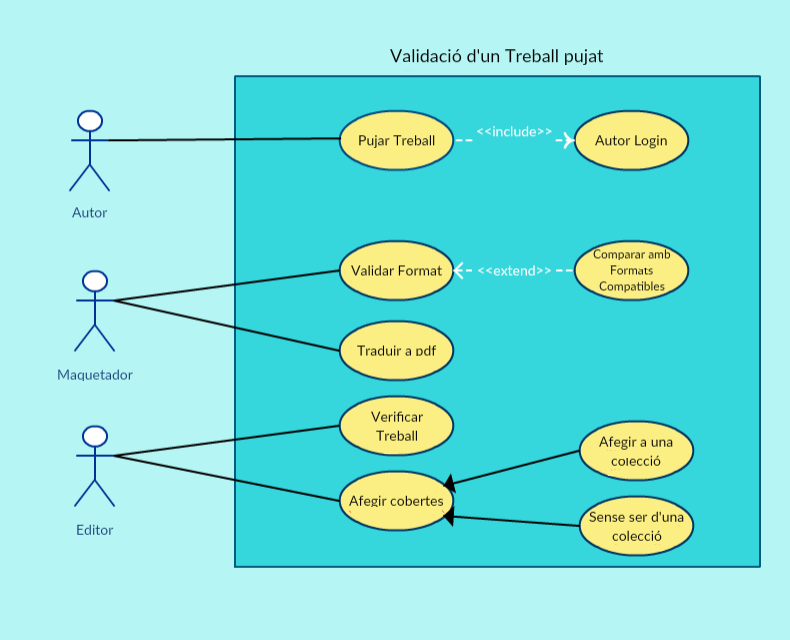 Validació d'un Treball pujat
Pujar Treball
<<include>>
Autor Login
Autor
Validar Format
<<extend>>
Comparar amb
Formats
Compatibles
Maquetador
Traduir a pdf
Verificar
Treball
Afegir a una
colecció
Editor
Afegir cobertes
Sense ser d'una
colecció